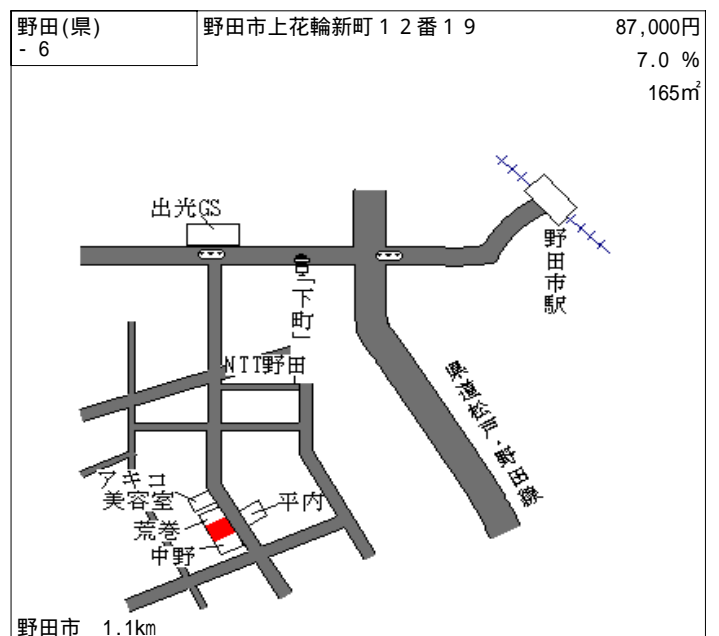 野田(県)
- 6
野田市上花輪新町１２番１９
87,000円
7.0 %
165㎡
出光GS
野田市駅
「下町」
NTT野田
県道松戸・野田線
アキコ
美容室
平内
荒巻
中野
野田市 1.1km